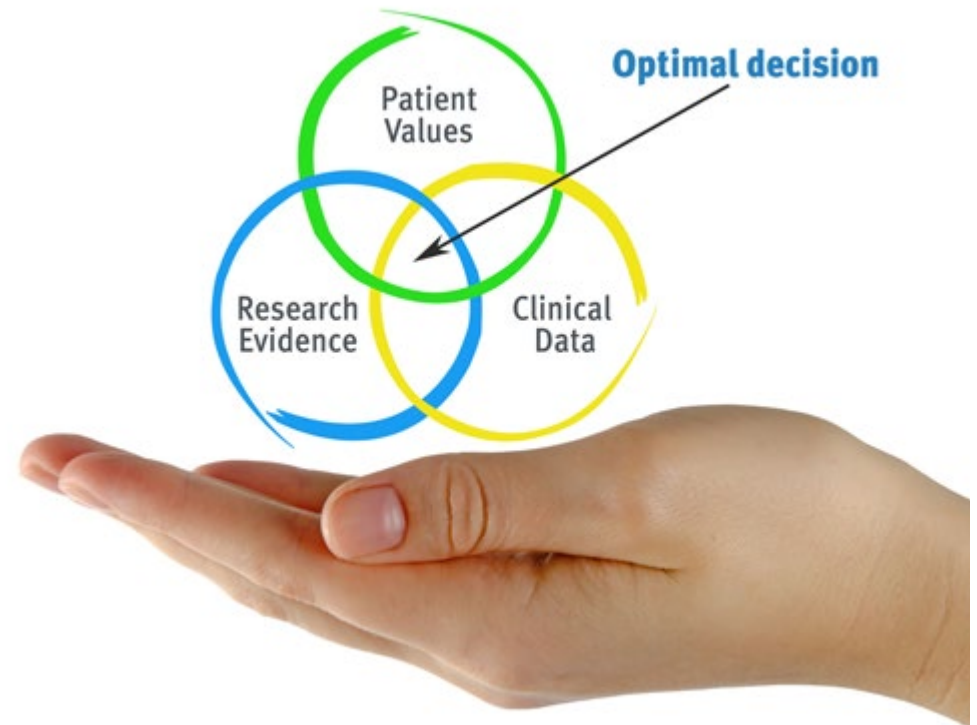 Optimal decision
Patient
Values
Research
Evidence
Clinical
Data